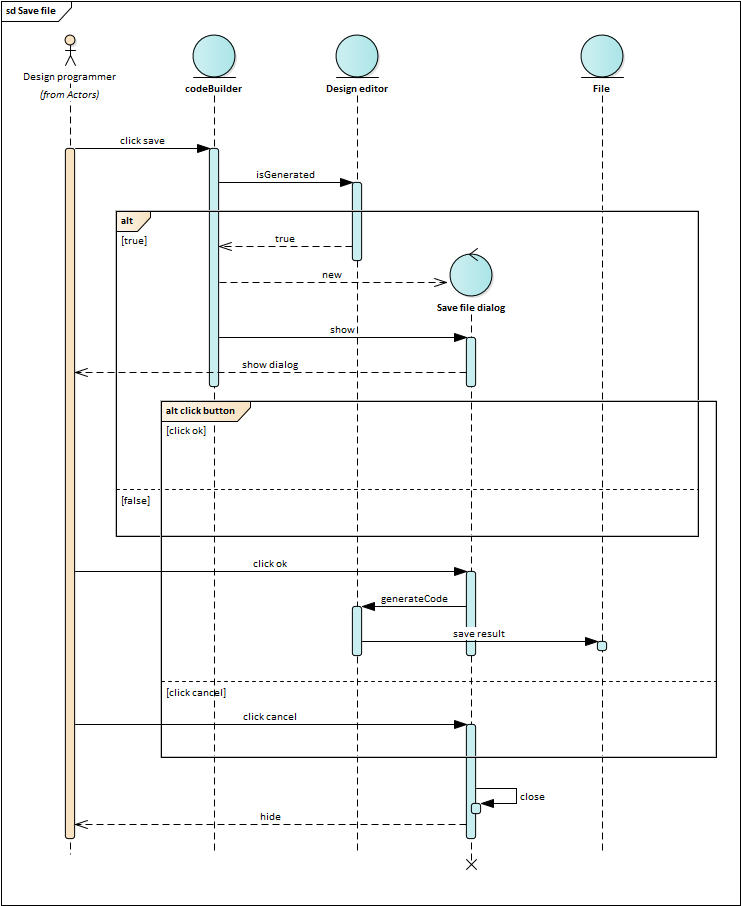 sd Save file
Design programmer
(from Actors)
codeBuilder
Design editor
File
click save
isGenerated
alt
[true]
true
new
Save file dialog
show
show dialog
alt click button
[click ok]
[false]
click ok
generateCode
save result
[click cancel]
click cancel
close
hide